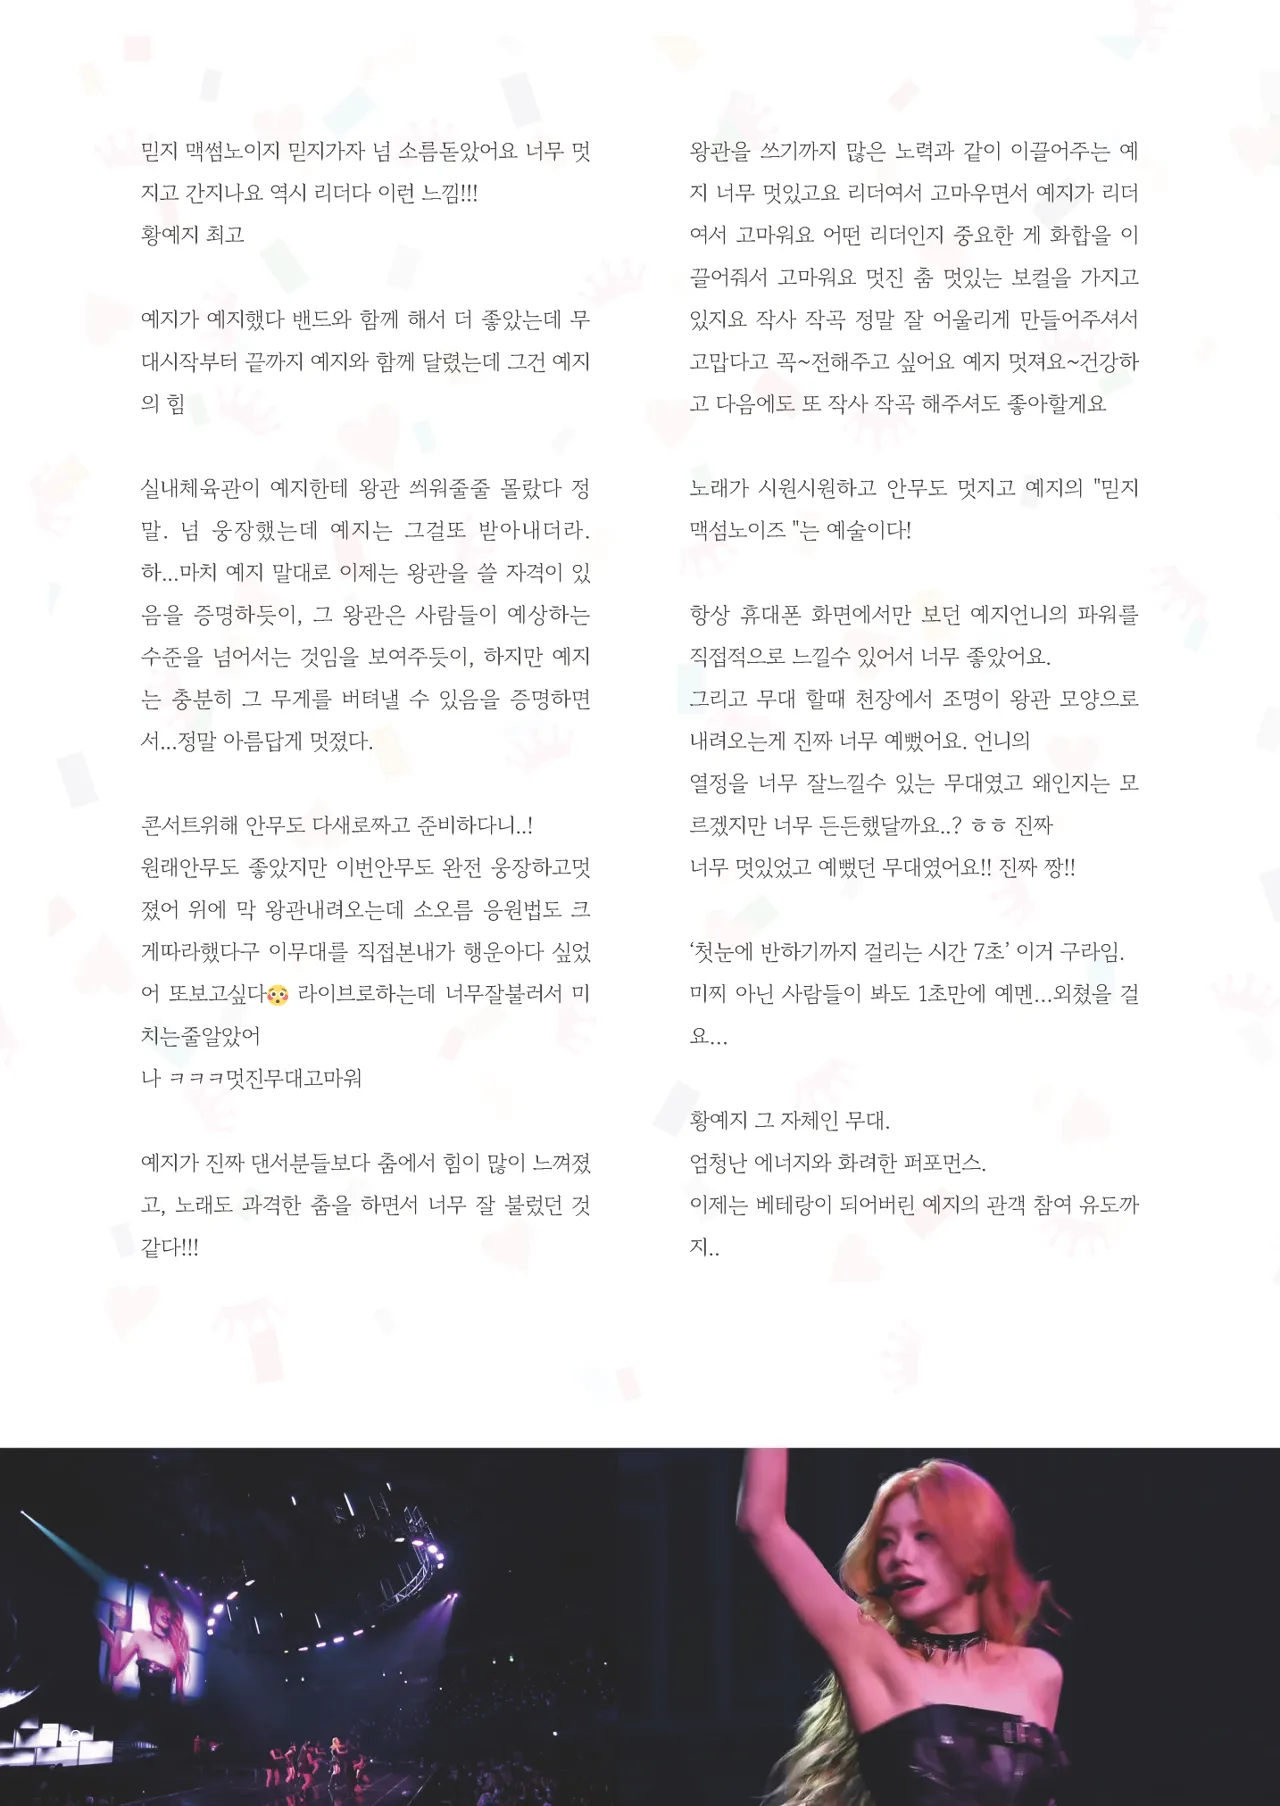 믿지 맥썸노이지 믿지가자 넘 소름돋았어요 너무 멋
지고 간지나요 역시 리더다 이런 느낌!!!
황예지 최고
예지가 예지했다 밴드와 함께 해서 더 좋았는데 무
대시작부터 끝까지 예지와 함께 달렸는데 그건 예지
의 힘
실내체육관이 예지한테 왕관 씌워줄줄 몰랐다 정
말. 넘 웅장했는데 예지는 그걸또 받아내더라.
하...마치 예지 말대로 이제는 왕관을 쓸 자격이 있
음을 증명하듯이, 그 왕관은 사람들이 예상하는
수준을 넘어서는 것임을 보여주듯이, 하지만 예지
는 충분히 그 무게를 버텨낼 수 있음을 증명하면
서...정말 아름답게 멋졌다.
콘서트위해 안무도 다새로짜고 준비하다니..!
원래안무도 좋았지만 이번안무도 완전 웅장하고멋
졌어 위에 막 왕관내려오는데 소오름 응원법도 크
게따라했다구 이무대를 직접본내가 행운아다 싶었
어 또보고싶다😳 라이브로하는데 너무잘불러서 미
치는줄알았어
나 ㅋㅋㅋ멋진무대고마워
예지가 진짜 댄서분들보다 춤에서 힘이 많이 느껴졌
고, 노래도 과격한 춤을 하면서 너무 잘 불렀던 것
같다!!!
왕관을 쓰기까지 많은 노력과 같이 이끌어주는 예
지 너무 멋있고요 리더여서 고마우면서 예지가 리더
여서 고마워요 어떤 리더인지 중요한 게 화합을 이
끌어줘서 고마워요 멋진 춤 멋있는 보컬을 가지고
있지요 작사 작곡 정말 잘 어울리게 만들어주셔서
고맙다고 꼭~전해주고 싶어요 예지 멋져요~건강하
고 다음에도 또 작사 작곡 해주셔도 좋아할게요
노래가 시원시원하고 안무도 멋지고 예지의 "믿지
맥섬노이즈 "는 예술이다!
항상 휴대폰 화면에서만 보던 예지언니의 파워를
직접적으로 느낄수 있어서 너무 좋았어요.
그리고 무대 할때 천장에서 조명이 왕관 모양으로
내려오는게 진짜 너무 예뻤어요. 언니의
열정을 너무 잘느낄수 있는 무대였고 왜인지는 모
르겠지만 너무 든든했달까요..? ㅎㅎ 진짜
너무 멋있었고 예뻤던 무대였어요!! 진짜 짱!!
‘첫눈에 반하기까지 걸리는 시간 7초’ 이거 구라임.
미찌 아닌 사람들이 봐도 1초만에 예멘...외쳤을 걸
요...
황예지 그 자체인 무대.
엄청난 에너지와 화려한 퍼포먼스.
이제는 베테랑이 되어버린 예지의 관객 참여 유도까
지..